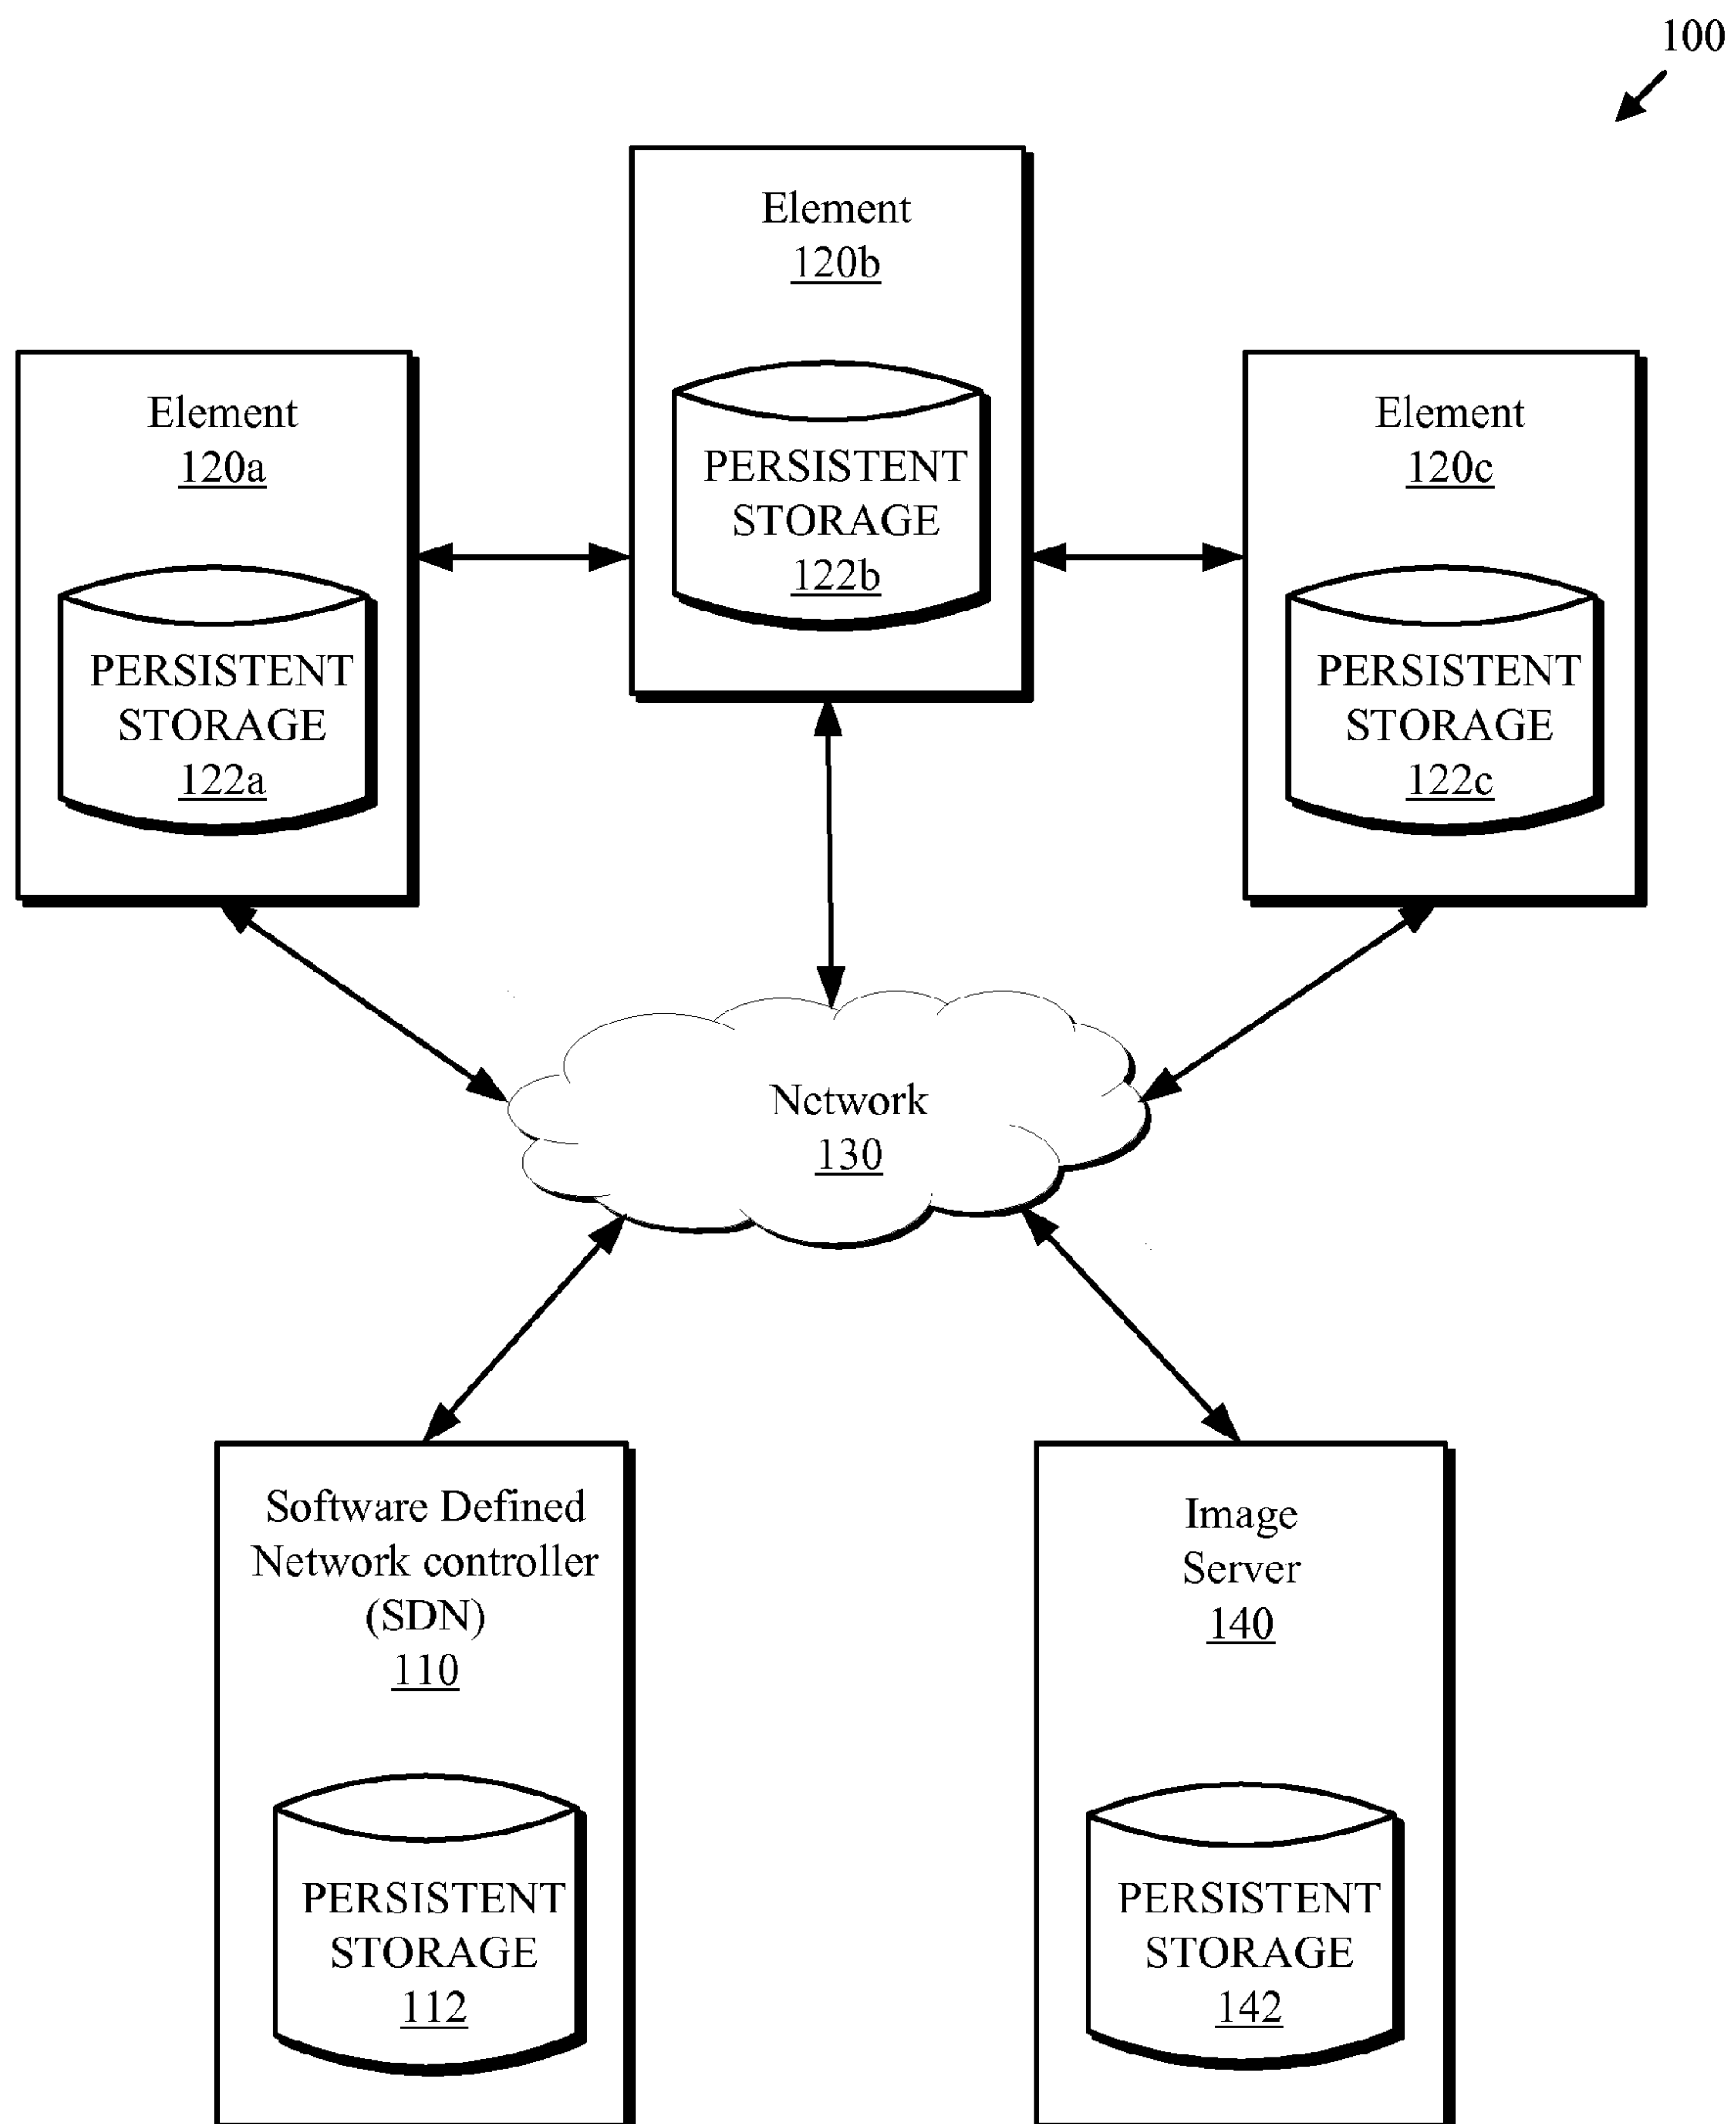 100
Element
120b
PERSISTENT
STORAGE
122b
Element
120a
PERSISTENT
STORAGE
122a
Element
120c
PERSISTENT
STORAGE
122c
Network
130
Software Defined
Network controller
(SDN)
110
PERSISTENT
STORAGE
112
Image
Server
140
PERSISTENT
STORAGE
142